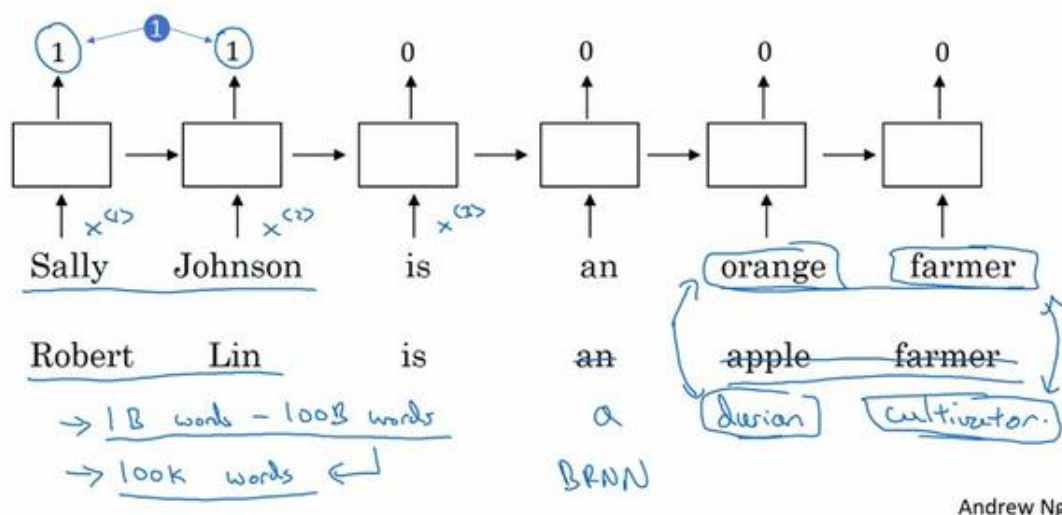 1
1 1 0 0 0 0
x<1> x<2> x<3>
Sally Johnson is an orange farmer
Robert Lin is an apple farmer
→ 1B words - 100B words a durian cultivator.
→ 100K words BRNN
Andrew Ng